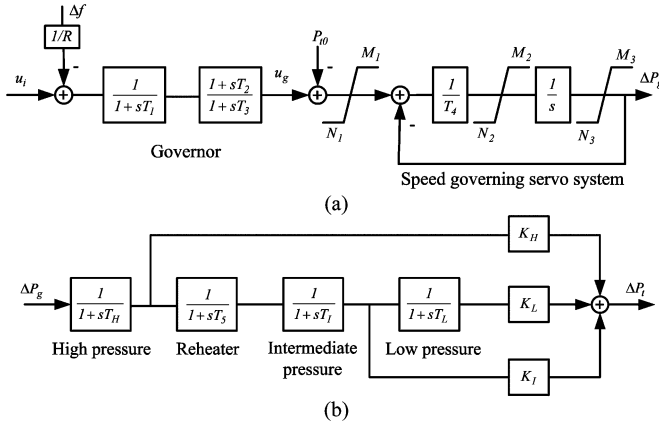 Δf
1/R
-
u_i
+
1
1+sT_1
1+sT_2
1+sT_3
u_g
P_t0
-
+
M_1
N_1
+
-
1
T_4
M_2
N_2
1
s
M_3
N_3
ΔP_g
Governor
Speed governing servo system
(a)
K_H
ΔP_g
1
1+sT_H
1
1+sT_5
1
1+sT_I
1
1+sT_L
K_L
+
ΔP_t
High pressure
Reheater
Intermediate
pressure
Low pressure
K_I
(b)